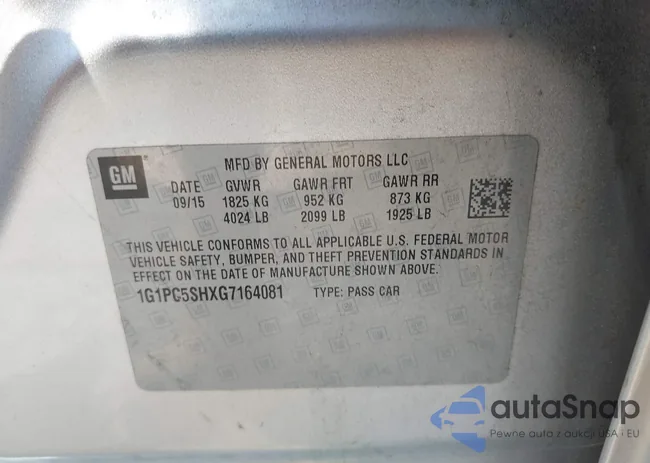 GM
MFD BY GENERAL MOTORS LLC
DATE GVWR GAWR FRT GAWR RR
09/15 1825 KG 952 KG 873 KG
4024 LB 2099 LB 1925 LB
THIS VEHICLE CONFORMS TO ALL APPLICABLE U.S. FEDERAL MOTOR
VEHICLE SAFETY, BUMPER, AND THEFT PREVENTION STANDARDS IN
EFFECT ON THE DATE OF MANUFACTURE SHOWN ABOVE.
1G1PC5SHXG7164081 TYPE: PASS CAR
autaSnap
Pewne auto z aukcji USA i EU